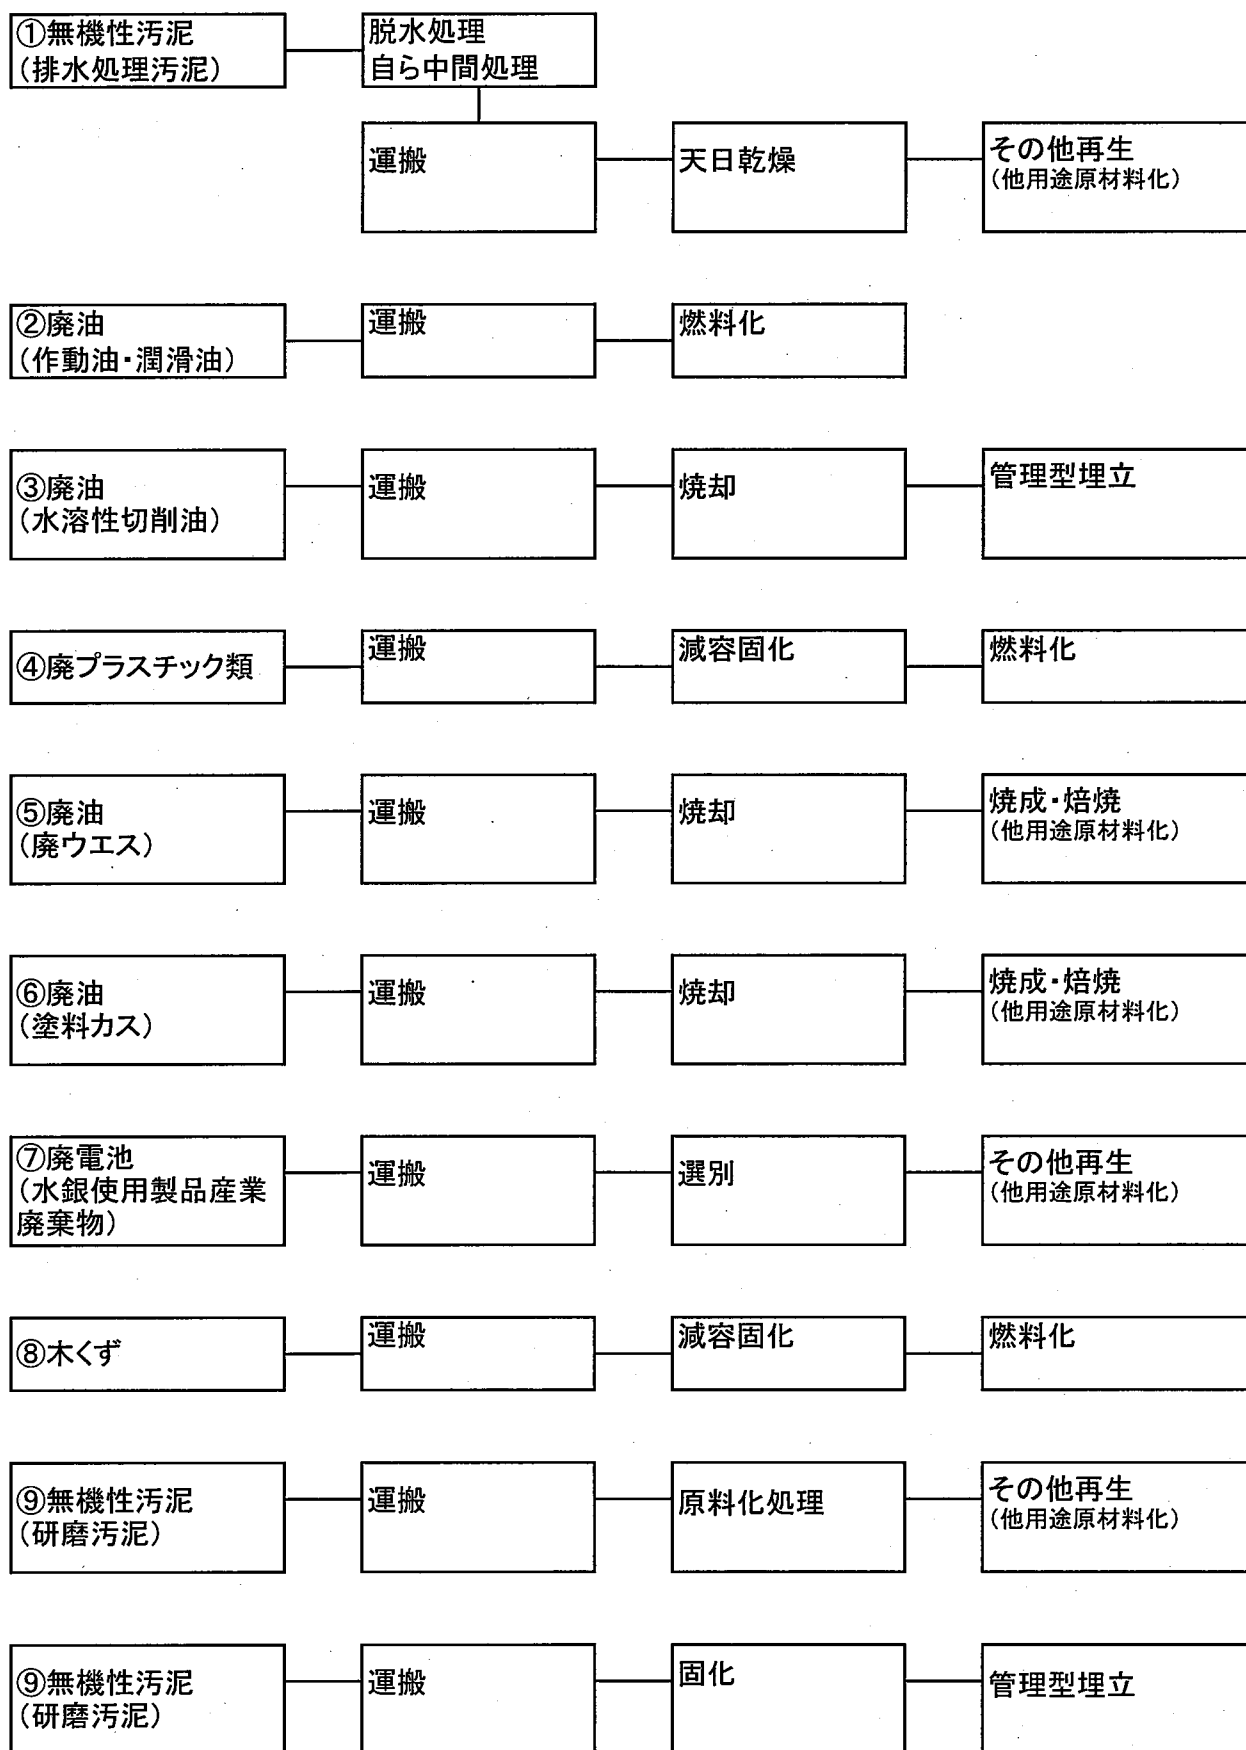 ①無機性汚泥
(排水処理汚泥)
脱水処理
自ら中間処理
運搬
天日乾燥
その他再生
(他用途原材料化)
②廃油
(作動油・潤滑油)
運搬
燃料化
③廃油
(水溶性切削油)
運搬
焼却
管理型埋立
④廃プラスチック類
運搬
減容固化
燃料化
⑤廃油
(廃ウエス)
運搬
焼却
焼成・焙焼
(他用途原材料化)
⑥廃油
(塗料カス)
運搬
焼却
焼成・焙焼
(他用途原材料化)
⑦廃電池
(水銀使用製品産業
廃棄物)
運搬
選別
その他再生
(他用途原材料化)
⑧木くず
運搬
減容固化
燃料化
⑨無機性汚泥
(研磨汚泥)
運搬
原料化処理
その他再生
(他用途原材料化)
⑨無機性汚泥
(研磨汚泥)
運搬
固化
管理型埋立